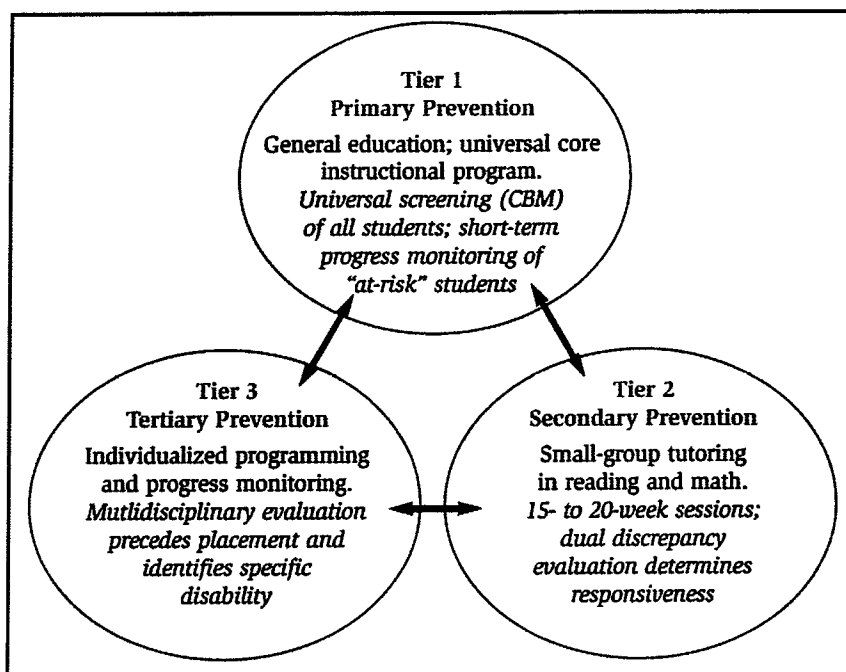 Tier 1
Primary Prevention
General education; universal core
instructional program.
Universal screening (CBM)
of all students; short-term
progress monitoring of
“at-risk” students
Tier 3
Tertiary Prevention
Individualized programming
and progress monitoring.
Mutlidisciplinary evaluation
precedes placement and
identifies specific
disability
Tier 2
Secondary Prevention
Small-group tutoring
in reading and math.
15- to 20-week sessions;
dual discrepancy
evaluation determines
responsiveness